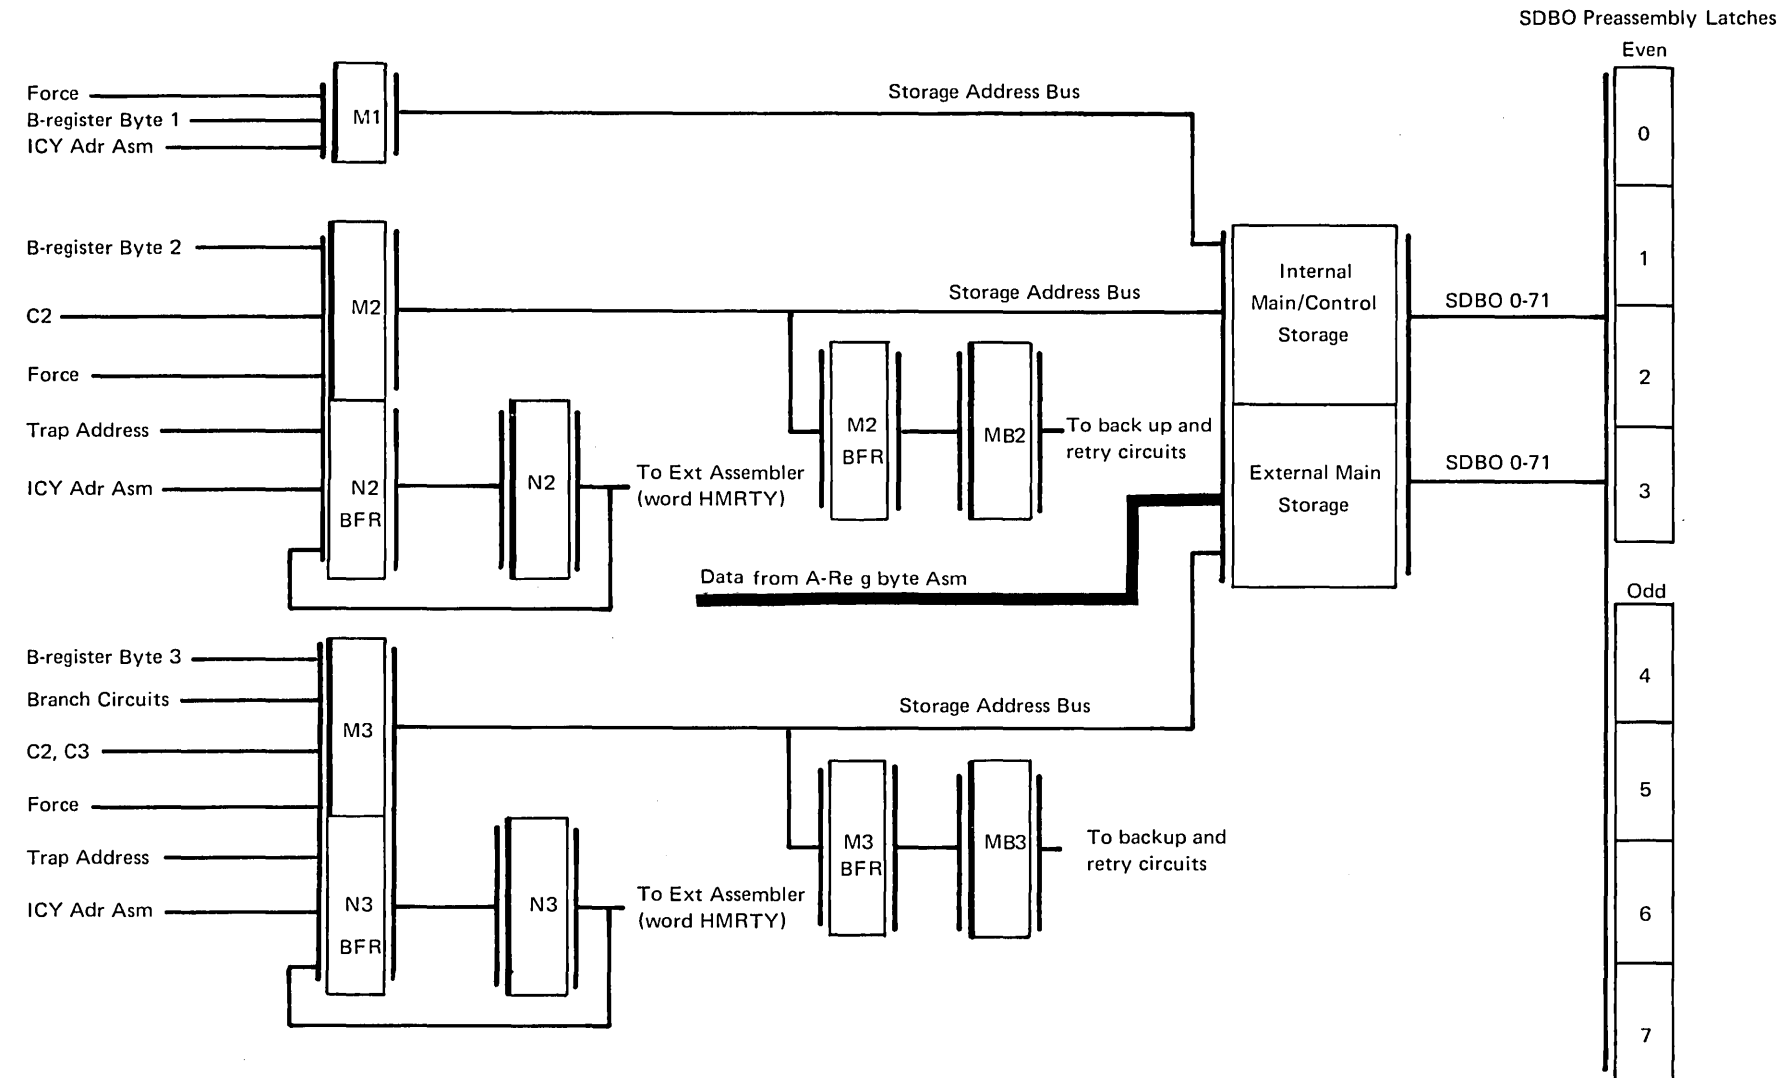 SDBO Preassembly Latches
Even
Force
B-register Byte 1
ICY Adr Asm
M1
Storage Address Bus
0
1
2
3
B-register Byte 2
C2
Force
Trap Address
ICY Adr Asm
M2
N2
BFR
N2
To Ext Assembler
(word HMRTY)
Storage Address Bus
M2
BFR
MB2
To back up and
retry circuits
Internal
Main/Control
Storage
External Main
Storage
SDBO 0-71
SDBO 0-71
Data from A-Re g byte Asm
Odd
4
5
6
7
B-register Byte 3
Branch Circuits
C2, C3
Force
Trap Address
ICY Adr Asm
M3
N3
BFR
N3
To Ext Assembler
(word HMRTY)
Storage Address Bus
M3
BFR
MB3
To backup and
retry circuits